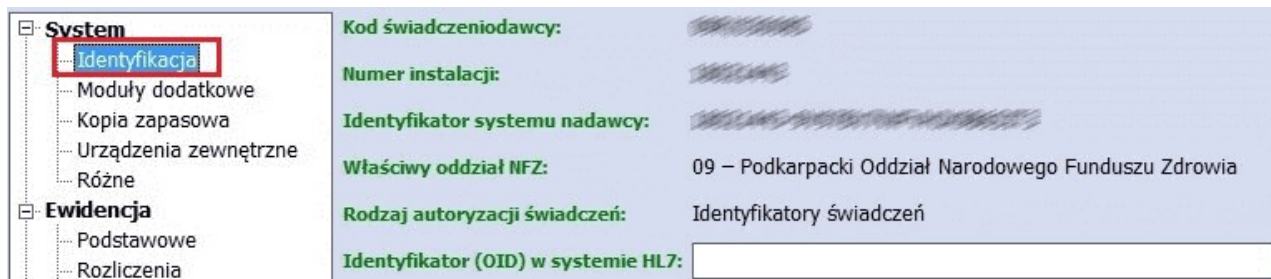 System
Identyfikacja
Moduły dodatkowe
Kopia zapasowa
Urządzenia zewnętrzne
Różne
Ewidencja
Podstawowe
Rozliczenia
Kod świadczeniodawcy:
Numer instalacji:
Identyfikator systemu nadawcy:
Właściwy oddział NFZ: 09 – Podkarpacki Oddział Narodowego Funduszu Zdrowia
Rodzaj autoryzacji świadczeń: Identyfikatory świadczeń
Identyfikator (OID) w systemie HL7: